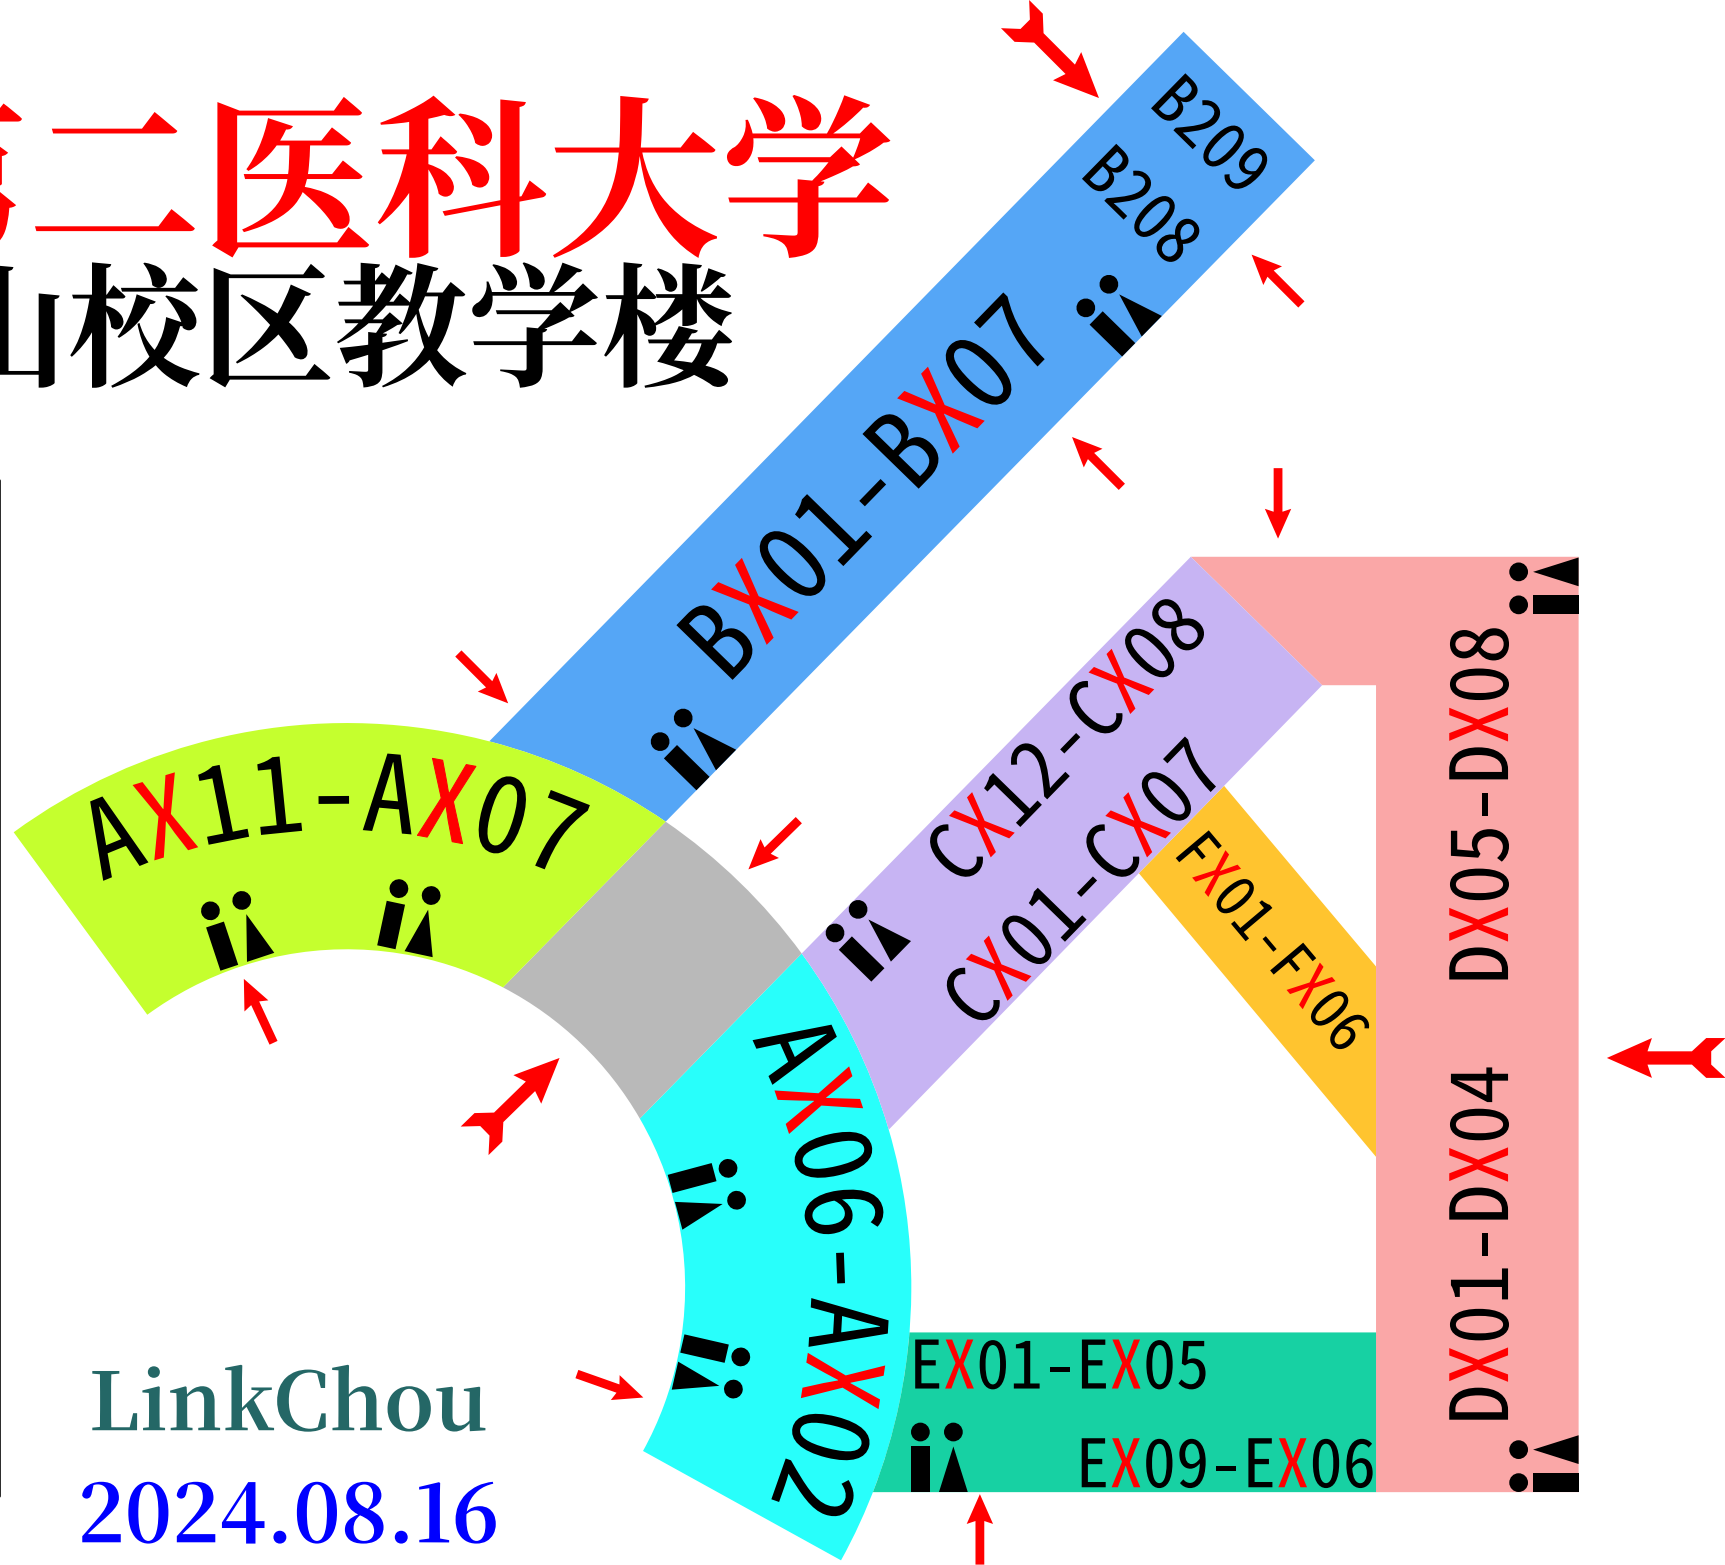 二医科大学
山校区教学楼
B209
B208
BX01-BX07
AX11-AX07
CX12-CX08
CX01-CX07
FX01-FX06
DX05-DX08
DX01-DX04
AX06-AX02
EX01-EX05
EX09-EX06
LinkChou
2024.08.16